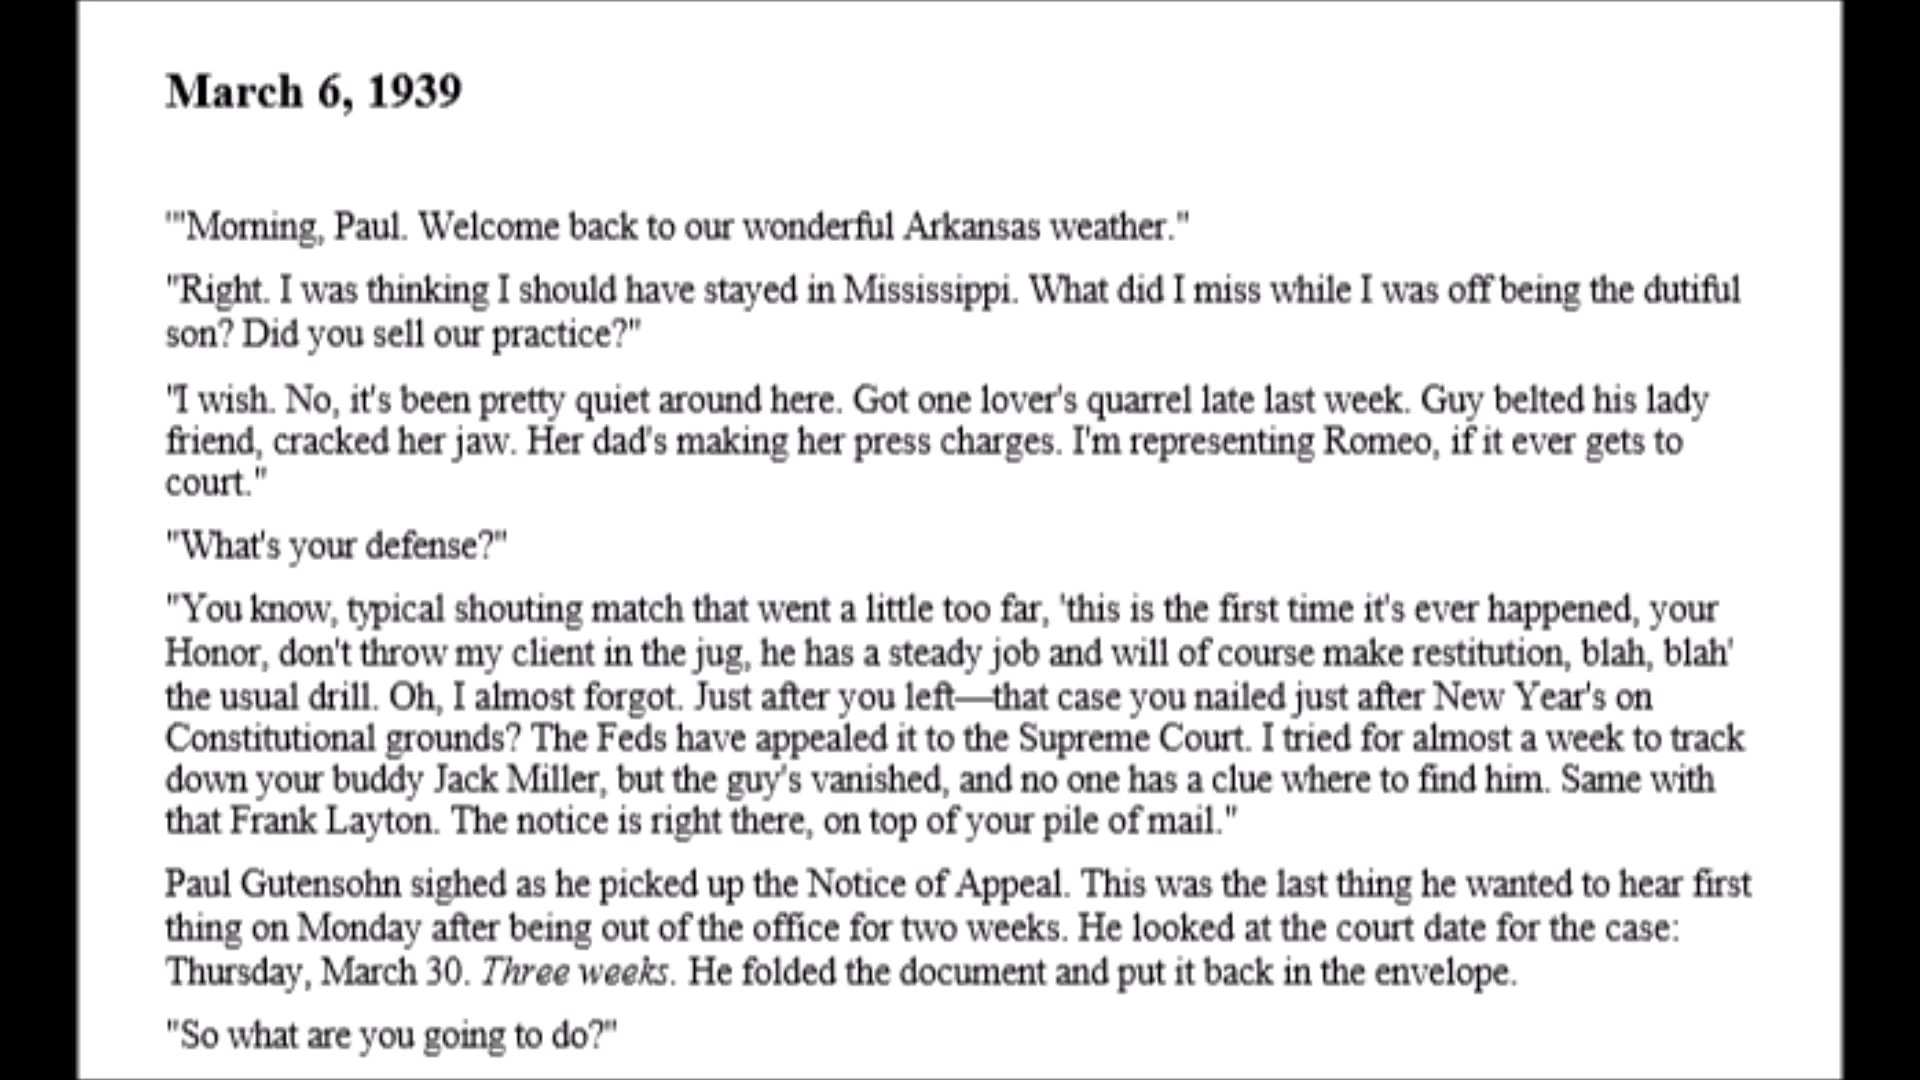 March 6, 1939
'"Morning, Paul. Welcome back to our wonderful Arkansas weather."
"Right. I was thinking I should have stayed in Mississippi. What did I miss while I was off being the dutiful
son? Did you sell our practice?"
"I wish. No, it's been pretty quiet around here. Got one lover's quarrel late last week. Guy belted his lady
friend, cracked her jaw. Her dad's making her press charges. I'm representing Romeo, if it ever gets to
court."
"What's your defense?"
"You know, typical shouting match that went a little too far, 'this is the first time it's ever happened, your
Honor, don't throw my client in the jug, he has a steady job and will of course make restitution, blah, blah'
the usual drill. Oh, I almost forgot. Just after you left—that case you nailed just after New Year's on
Constitutional grounds? The Feds have appealed it to the Supreme Court. I tried for almost a week to track
down your buddy Jack Miller, but the guy's vanished, and no one has a clue where to find him. Same with
that Frank Layton. The notice is right there, on top of your pile of mail."
Paul Gutensohn sighed as he picked up the Notice of Appeal. This was the last thing he wanted to hear first
thing on Monday after being out of the office for two weeks. He looked at the court date for the case:
Thursday, March 30. Three weeks. He folded the document and put it back in the envelope.
"So what are you going to do?"